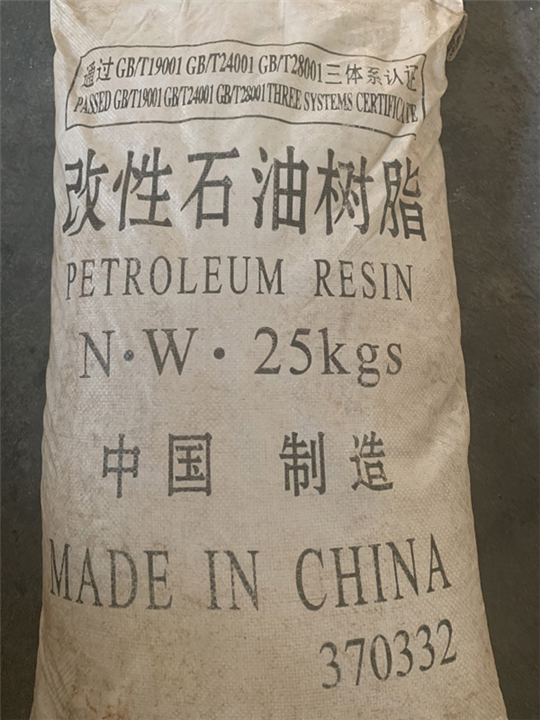 通过GB/T19001 GB/T24001 GB/T28001三体系认证
PASSED GB/T19001 GB/T24001 GB/T28001 THREE SYSTEMS CERTIFICATE
改性石油树脂
PETROLEUM RESIN
N·W· 25kgs
中国 制造
MADE IN CHINA
370332